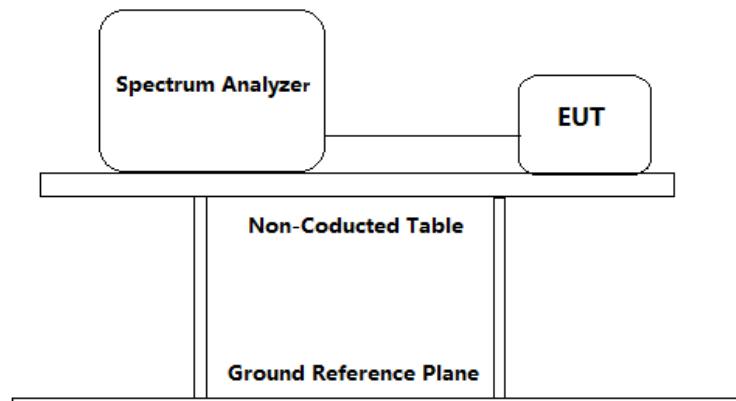 Spectrum Analyzer
EUT
Non-Coducted Table
Ground Reference Plane